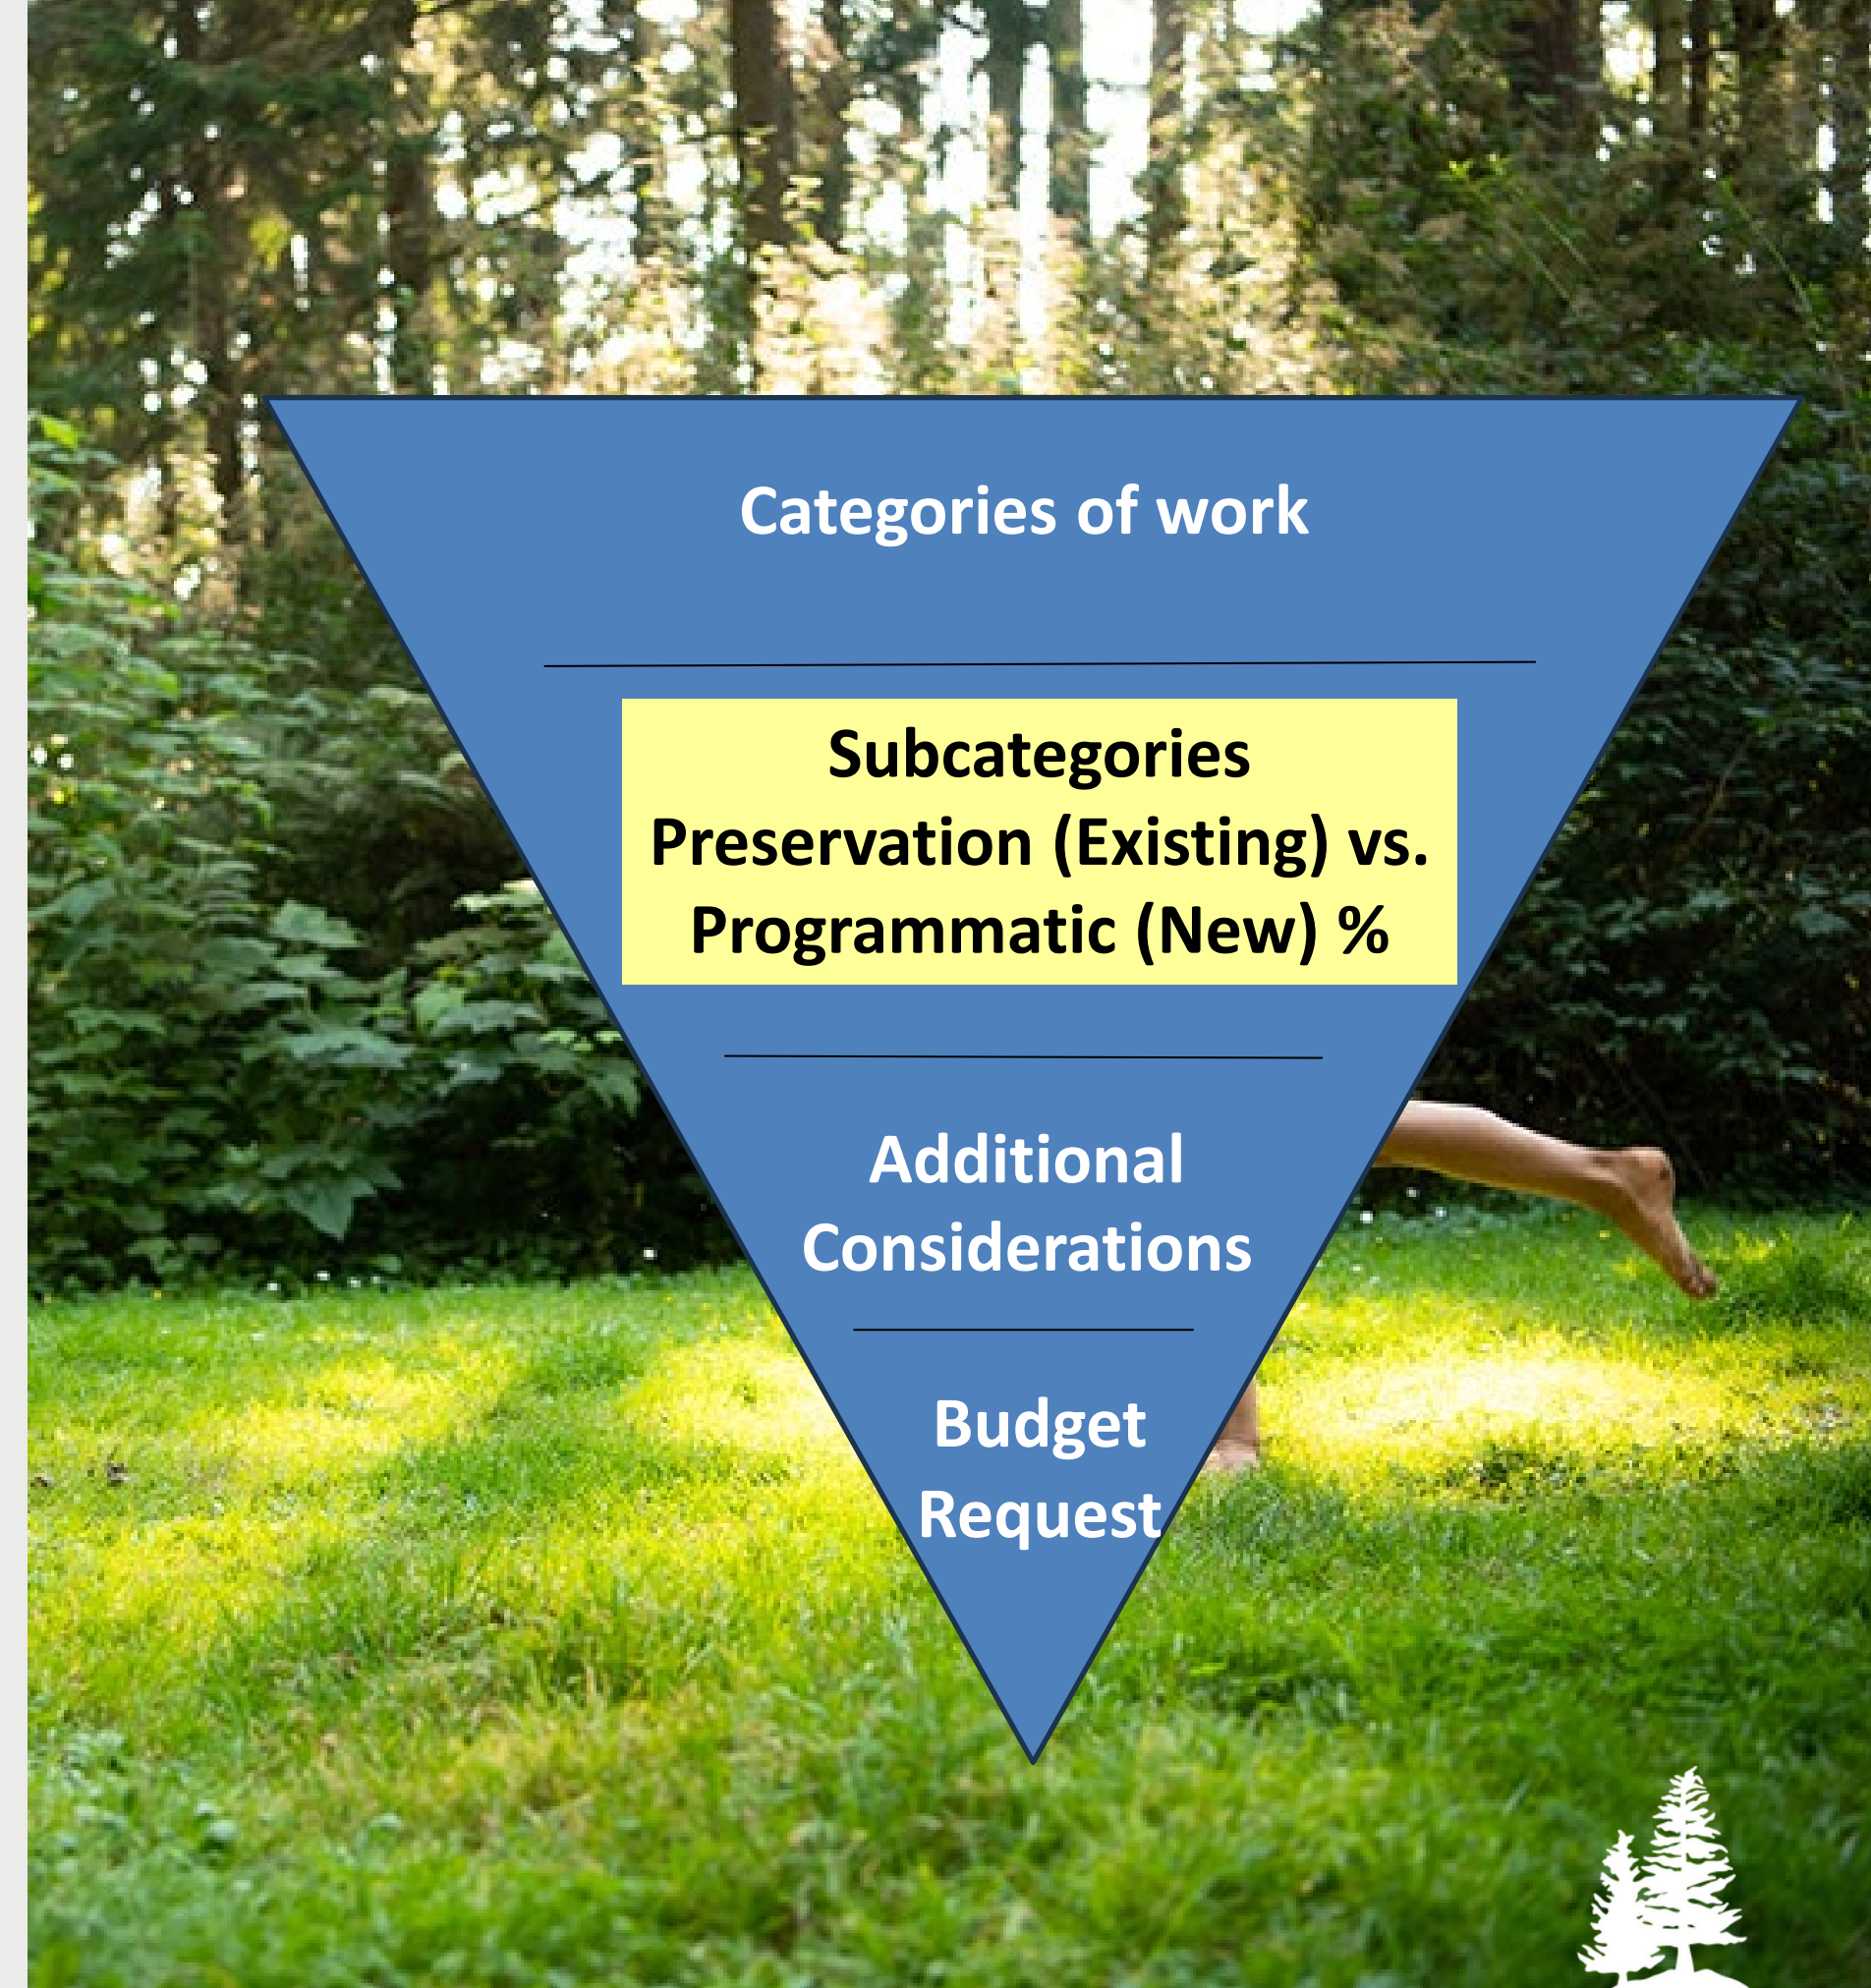 Categories of work
Subcategories
Preservation (Existing) vs.
Programmatic (New) %
Additional
Considerations
Budget
Request